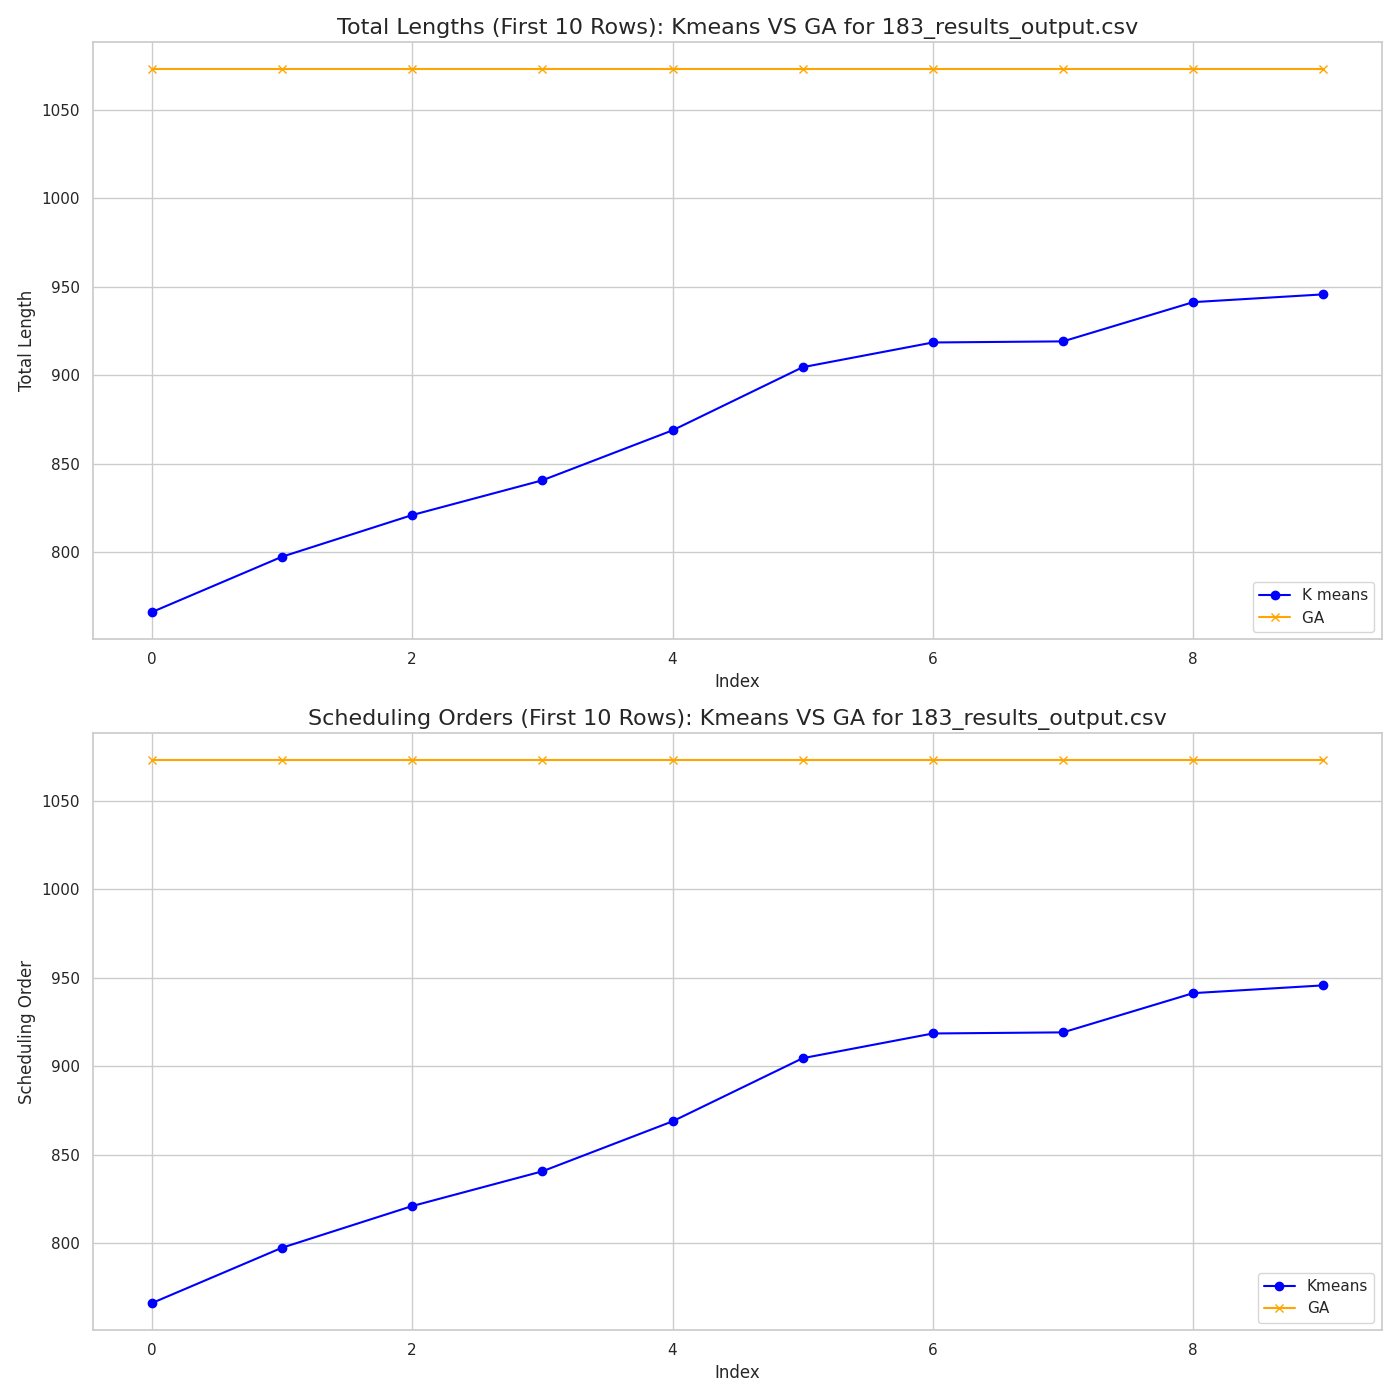 Total Lengths (First 10 Rows): Kmeans VS GA for 183_results_output.csv
1050
1000
950
900
850
800
Total Length
K means
GA
0 2 4 6 8
Index
Scheduling Orders (First 10 Rows): Kmeans VS GA for 183_results_output.csv
1050
1000
950
900
850
800
Scheduling Order
Kmeans
GA
0 2 4 6 8
Index